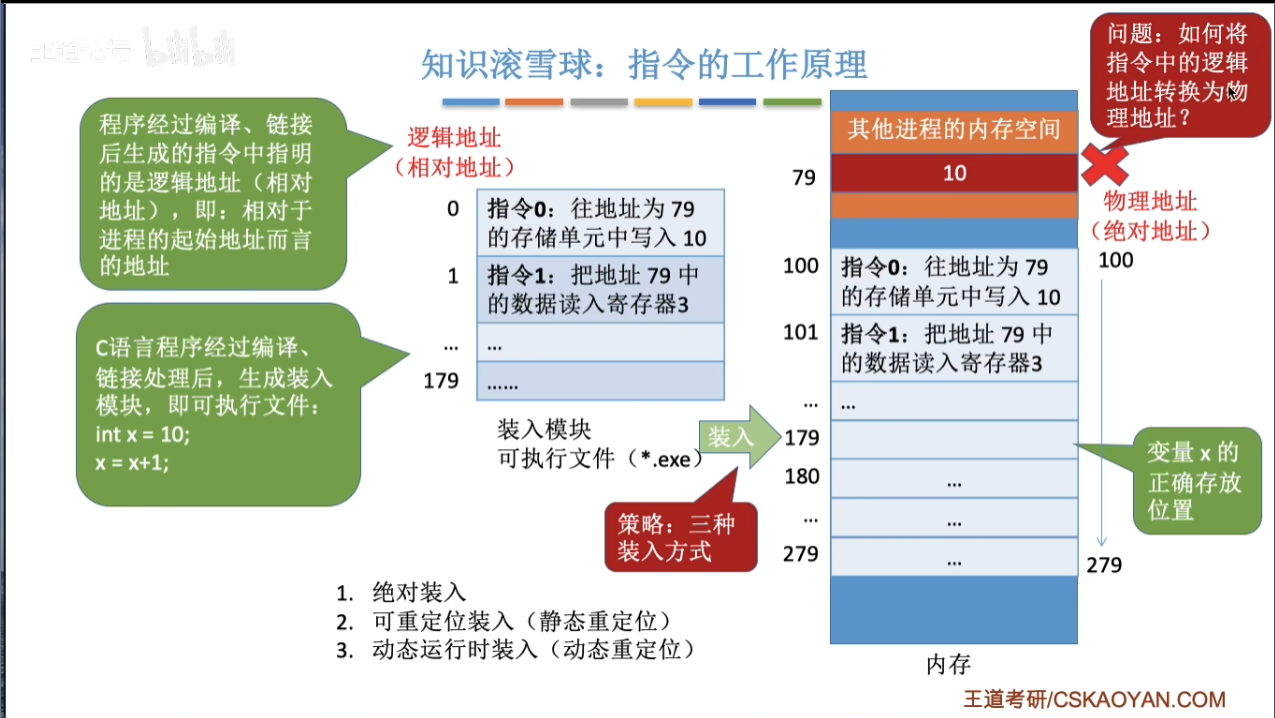 王道论坛 bilibili
知识滚雪球：指令的工作原理
问题：如何将
指令中的逻辑
地址转换为物
理地址？
程序经过编译、链接
后生成的指令中指明
的是逻辑地址（相对
地址），即：相对于
进程的起始地址而言
的地址
C语言程序经过编译、
链接处理后，生成装入
模块，即可执行文件：
int x = 10;
x = x+1;
逻辑地址
（相对地址）
0
指令0：往地址为 79
的存储单元中写入 10
1
指令1：把地址 79 中
的数据读入寄存器3
... ...
179 ......
装入模块
可执行文件（*.exe）
装入
策略：三种
装入方式
1. 绝对装入
2. 可重定位装入（静态重定位）
3. 动态运行时装入（动态重定位）
其他进程的内存空间
79 10
物理地址
（绝对地址）
100
指令0：往地址为 79
的存储单元中写入 10
100
101
指令1：把地址 79 中
的数据读入寄存器3
... ...
179
180 ...
... ...
279 ...
279
变量 x 的
正确存放
位置
内存
王道考研/CSKAOYAN.COM